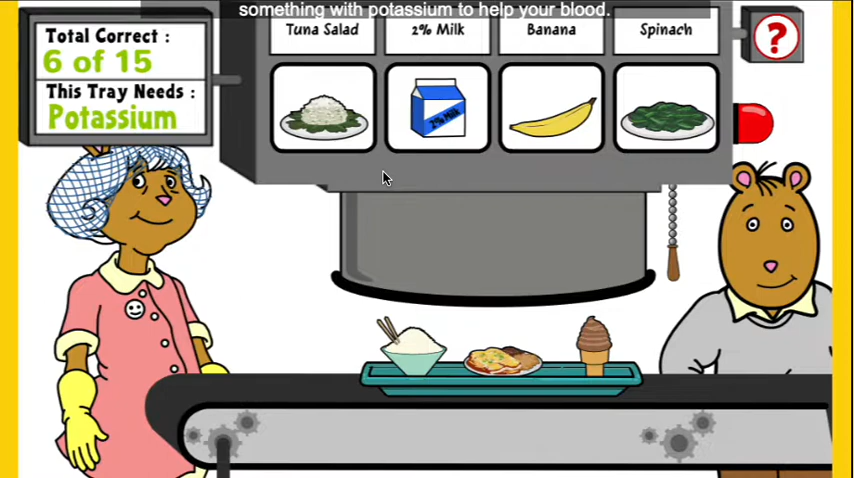 something with potassium to help your blood.
Total Correct :
6 of 15
This Tray Needs :
Potassium
Tuna Salad
2% Milk
Banana
Spinach
2% Milk
?